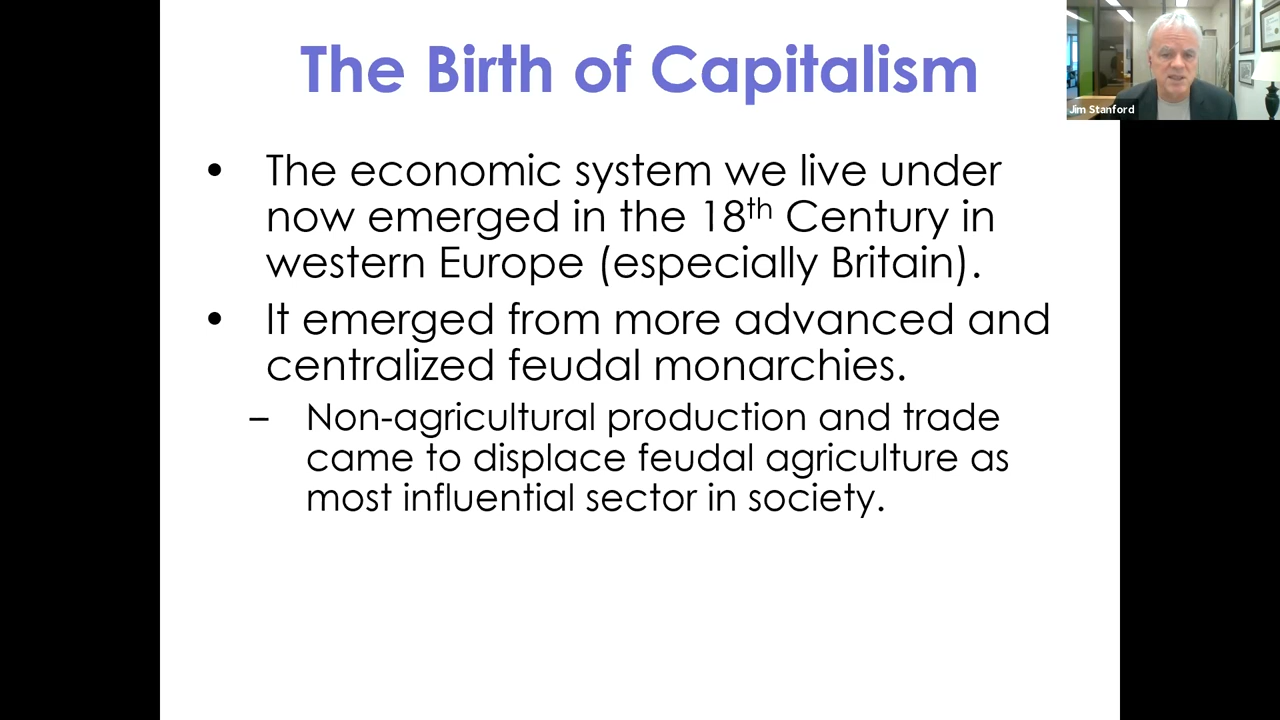 The Birth of Capitalism
Jim Stanford
• The economic system we live under
now emerged in the 18th Century in
western Europe (especially Britain).
• It emerged from more advanced and
centralized feudal monarchies.
– Non-agricultural production and trade
came to displace feudal agriculture as
most influential sector in society.